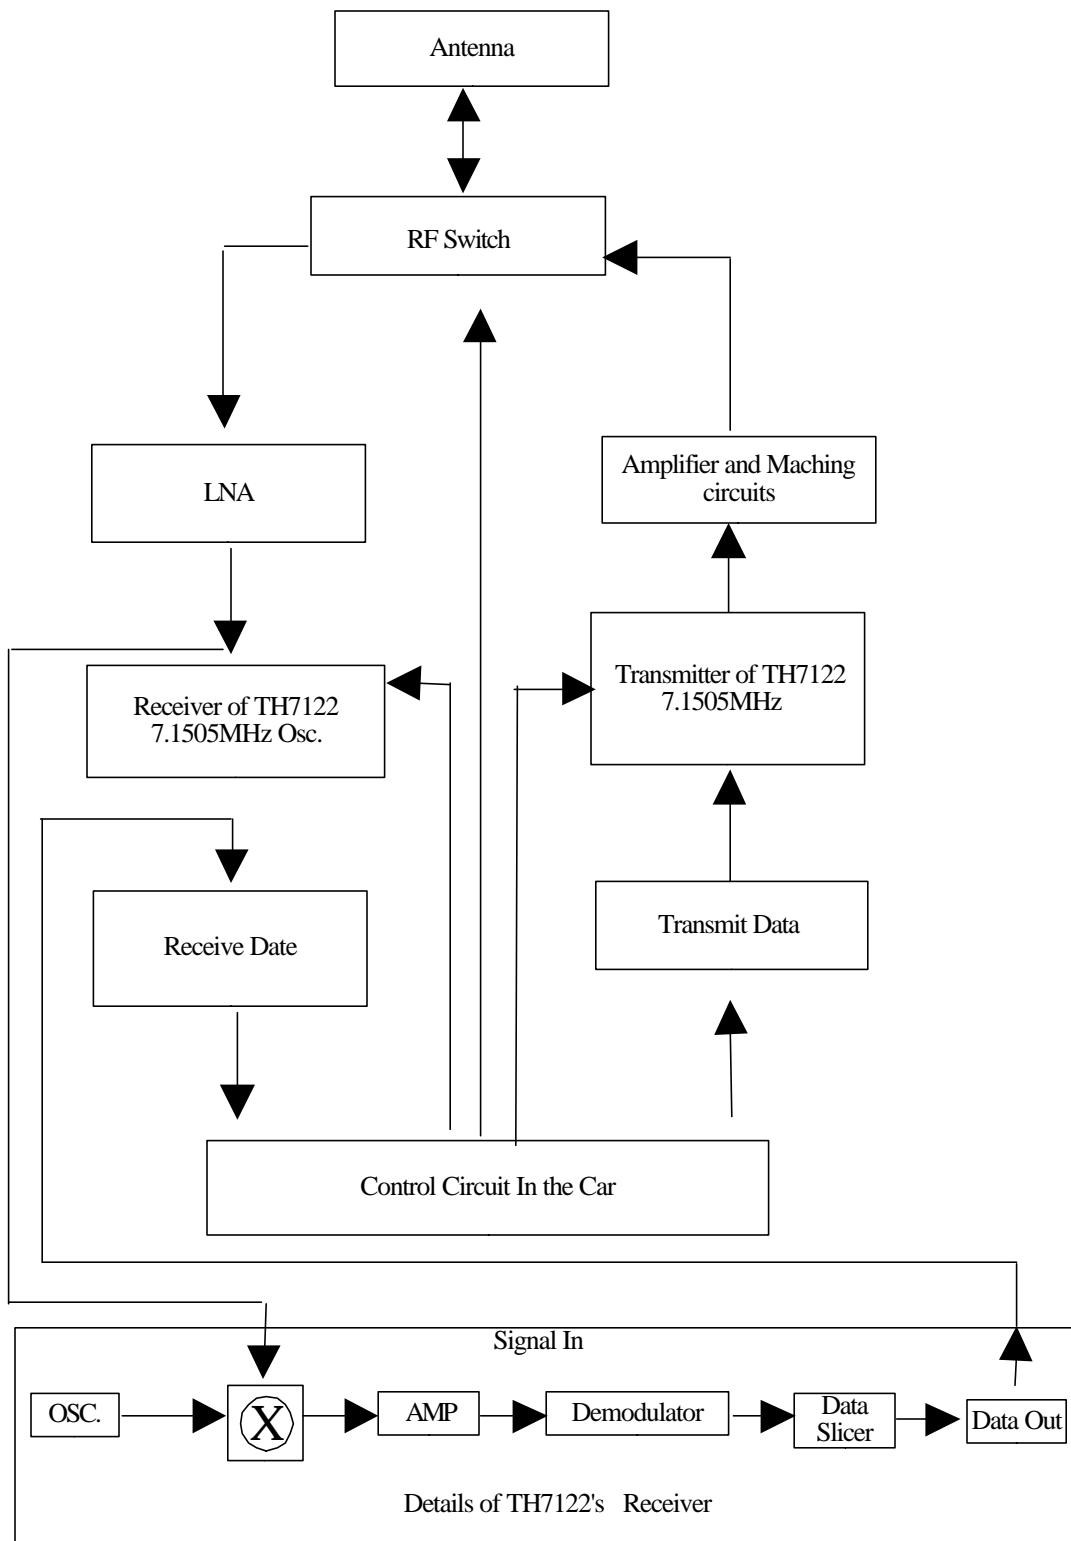 Antenna
RF Switch
LNA
Amplifier and Maching
circuits
Receiver of TH7122
7.1505MHz Osc.
Transmitter of TH7122
7.1505MHz
Receive Date
Transmit Data
Control Circuit In the Car
Signal In
OSC.
X
AMP
Demodulator
Data
Slicer
Data Out
Details of TH7122's Receiver